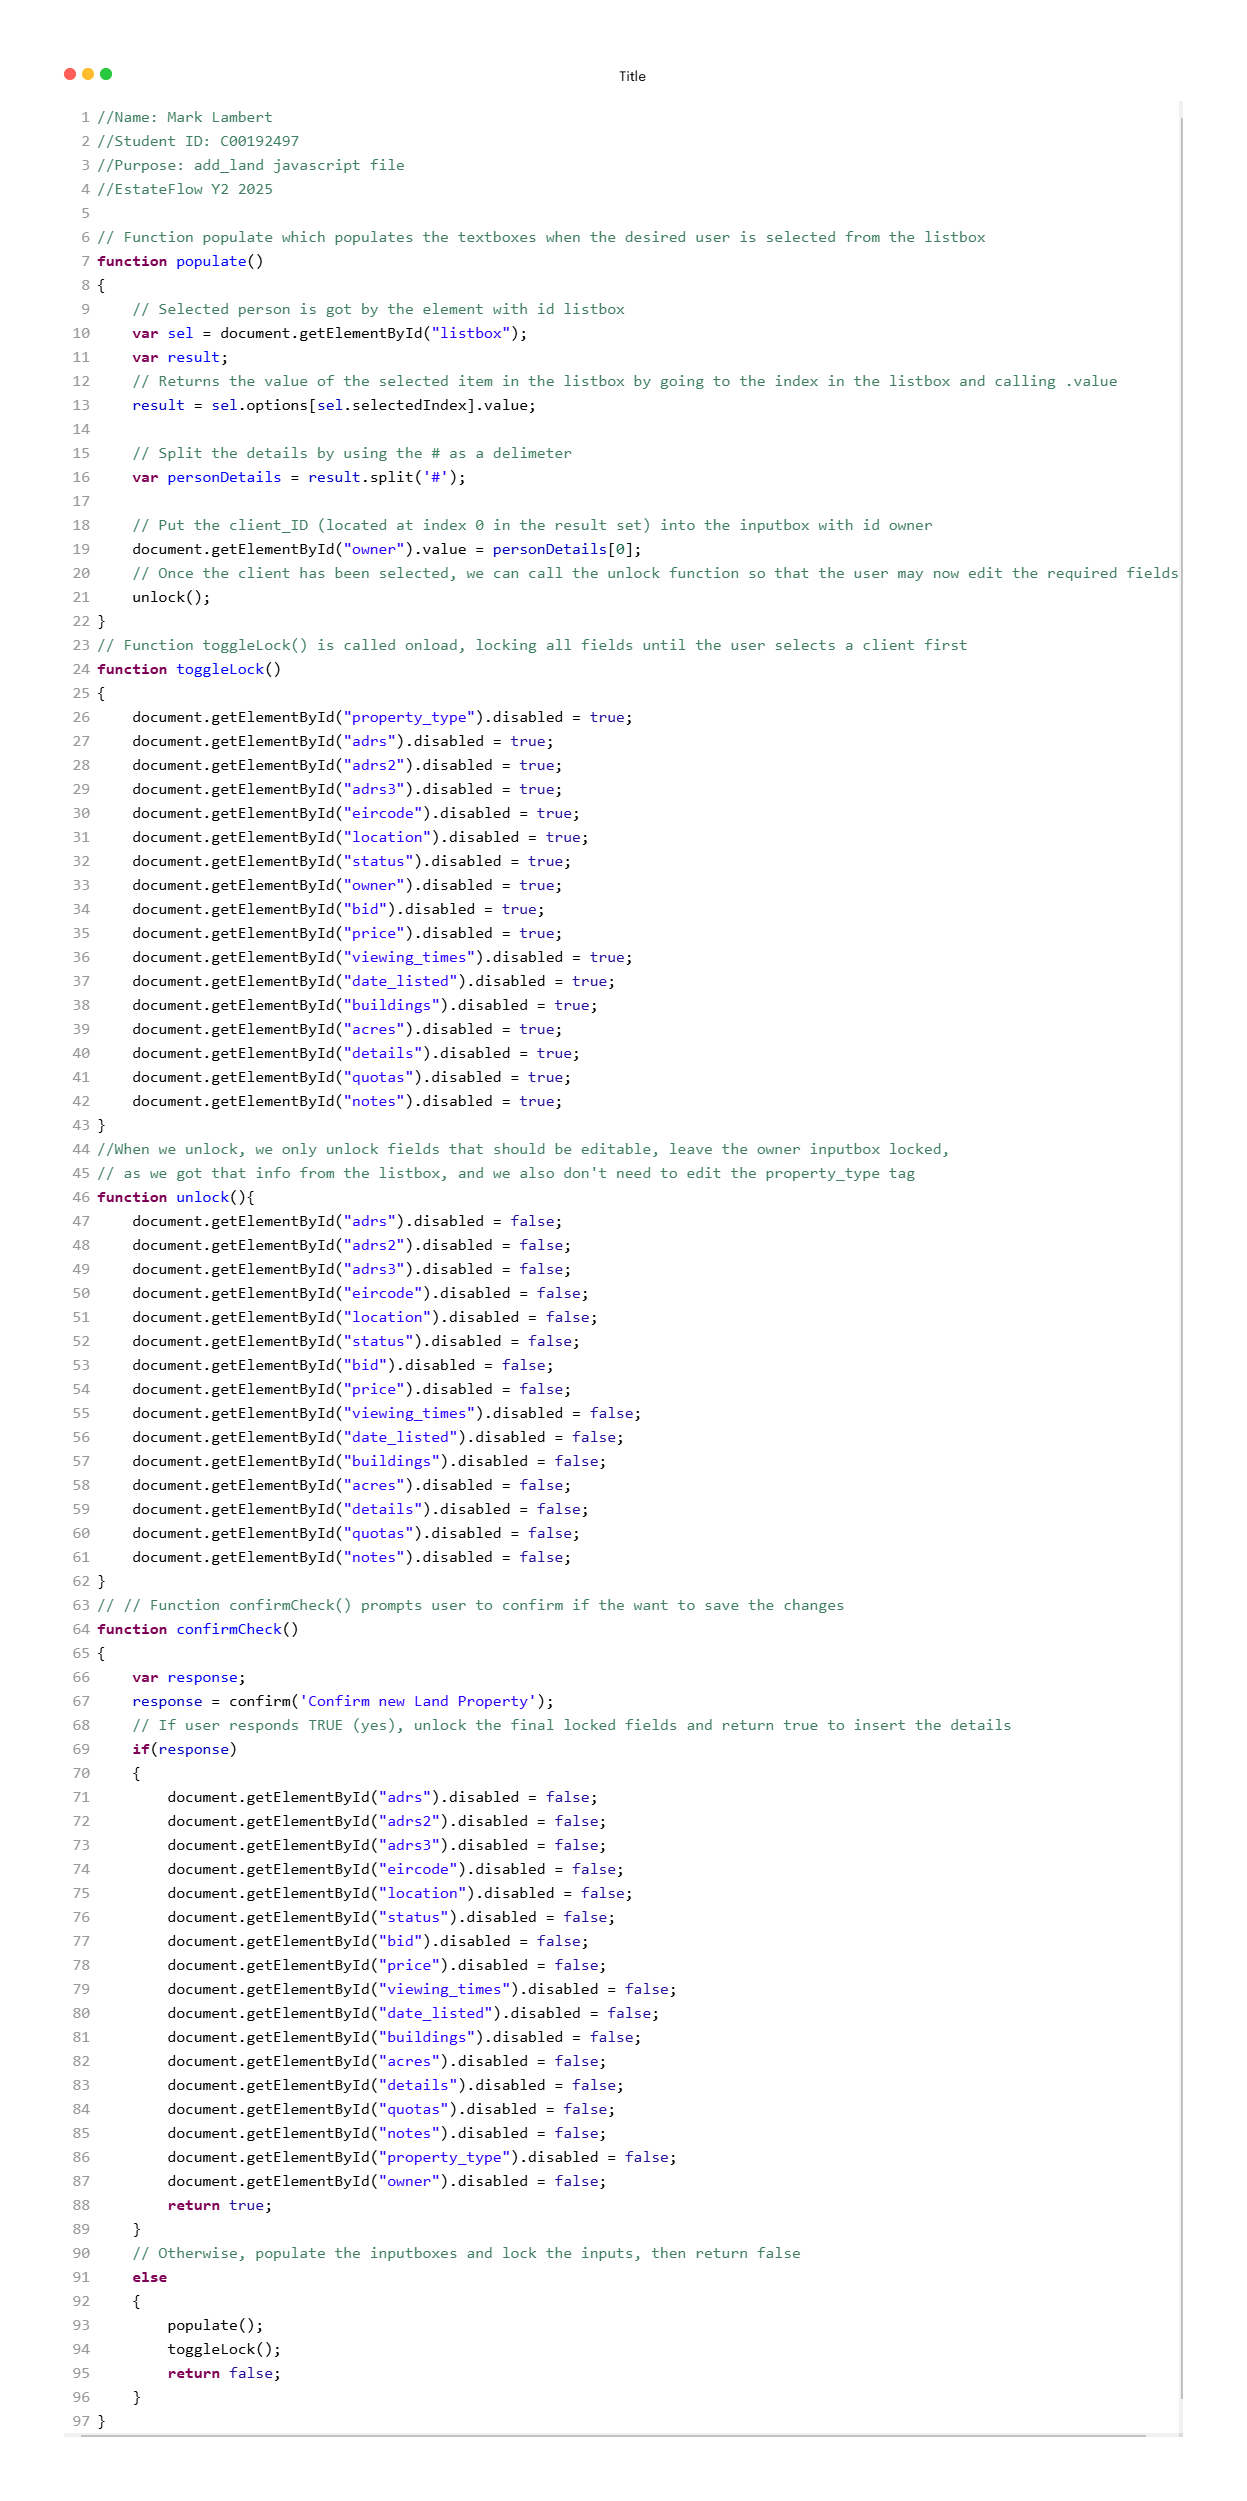 Title
1 //Name: Mark Lambert
2 //Student ID: C00192497
3 //Purpose: add_land javascript file
4 //EstateFlow Y2 2025
5
6 // Function populate which populates the textboxes when the desired user is selected from the listbox
7 function populate()
8 {
9     // Selected person is got by the element with id listbox
10     var sel = document.getElementById("listbox");
11     var result;
12     // Returns the value of the selected item in the listbox by going to the index in the listbox and calling .value
13     result = sel.options[sel.selectedIndex].value;
14
15     // Split the details by using the # as a delimeter
16     var personDetails = result.split('#');
17
18     // Put the client_ID (located at index 0 in the result set) into the inputbox with id owner
19     document.getElementById("owner").value = personDetails[0];
20     // Once the client has been selected, we can call the unlock function so that the user may now edit the required fields
21     unlock();
22 }
23 // Function toggleLock() is called onload, locking all fields until the user selects a client first
24 function toggleLock()
25 {
26     document.getElementById("property_type").disabled = true;
27     document.getElementById("adrs").disabled = true;
28     document.getElementById("adrs2").disabled = true;
29     document.getElementById("adrs3").disabled = true;
30     document.getElementById("eircode").disabled = true;
31     document.getElementById("location").disabled = true;
32     document.getElementById("status").disabled = true;
33     document.getElementById("owner").disabled = true;
34     document.getElementById("bid").disabled = true;
35     document.getElementById("price").disabled = true;
36     document.getElementById("viewing_times").disabled = true;
37     document.getElementById("date_listed").disabled = true;
38     document.getElementById("buildings").disabled = true;
39     document.getElementById("acres").disabled = true;
40     document.getElementById("details").disabled = true;
41     document.getElementById("quotas").disabled = true;
42     document.getElementById("notes").disabled = true;
43 }
44 //When we unlock, we only unlock fields that should be editable, leave the owner inputbox locked,
45 // as we got that info from the listbox, and we also don't need to edit the property_type tag
46 function unlock(){
47     document.getElementById("adrs").disabled = false;
48     document.getElementById("adrs2").disabled = false;
49     document.getElementById("adrs3").disabled = false;
50     document.getElementById("eircode").disabled = false;
51     document.getElementById("location").disabled = false;
52     document.getElementById("status").disabled = false;
53     document.getElementById("bid").disabled = false;
54     document.getElementById("price").disabled = false;
55     document.getElementById("viewing_times").disabled = false;
56     document.getElementById("date_listed").disabled = false;
57     document.getElementById("buildings").disabled = false;
58     document.getElementById("acres").disabled = false;
59     document.getElementById("details").disabled = false;
60     document.getElementById("quotas").disabled = false;
61     document.getElementById("notes").disabled = false;
62 }
63 // // Function confirmCheck() prompts user to confirm if the want to save the changes
64 function confirmCheck()
65 {
66     var response;
67     response = confirm('Confirm new Land Property');
68     // If user responds TRUE (yes), unlock the final locked fields and return true to insert the details
69     if(response)
70     {
71         document.getElementById("adrs").disabled = false;
72         document.getElementById("adrs2").disabled = false;
73         document.getElementById("adrs3").disabled = false;
74         document.getElementById("eircode").disabled = false;
75         document.getElementById("location").disabled = false;
76         document.getElementById("status").disabled = false;
77         document.getElementById("bid").disabled = false;
78         document.getElementById("price").disabled = false;
79         document.getElementById("viewing_times").disabled = false;
80         document.getElementById("date_listed").disabled = false;
81         document.getElementById("buildings").disabled = false;
82         document.getElementById("acres").disabled = false;
83         document.getElementById("details").disabled = false;
84         document.getElementById("quotas").disabled = false;
85         document.getElementById("notes").disabled = false;
86         document.getElementById("property_type").disabled = false;
87         document.getElementById("owner").disabled = false;
88         return true;
89     }
90     // Otherwise, populate the inputboxes and lock the inputs, then return false
91     else
92     {
93         populate();
94         toggleLock();
95         return false;
96     }
97 }